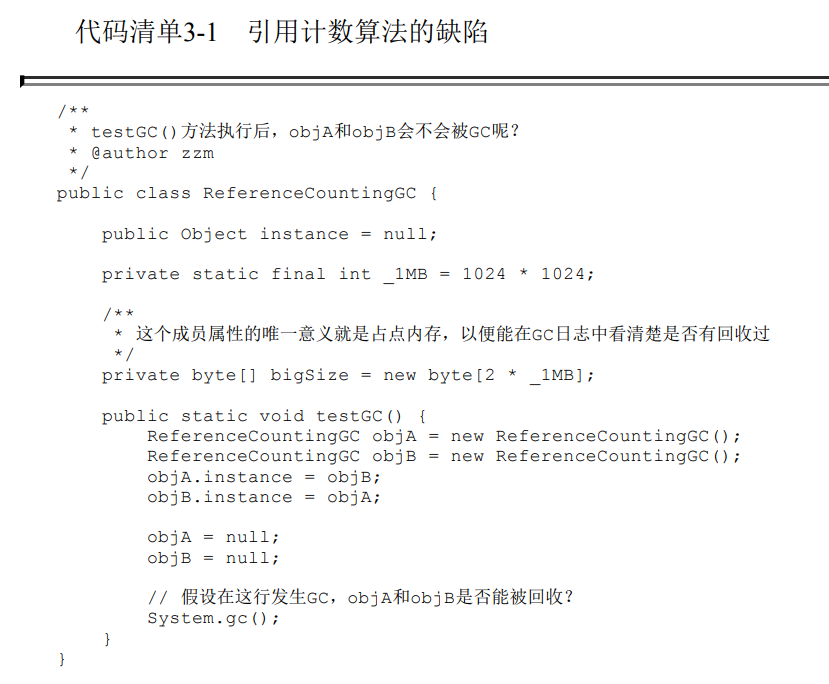 代码清单3-1 引用计数算法的缺陷
/**
 * testGC()方法执行后，objA和objB会不会被GC呢？
 * @author zzm
 */
public class ReferenceCountingGC {
    public Object instance = null;
    private static final int _1MB = 1024 * 1024;
    /**
     * 这个成员属性的唯一意义就是占点内存，以便能在GC日志中看清楚是否有回收过
     */
    private byte[] bigSize = new byte[2 * _1MB];
    public static void testGC() {
        ReferenceCountingGC objA = new ReferenceCountingGC();
        ReferenceCountingGC objB = new ReferenceCountingGC();
        objA.instance = objB;
        objB.instance = objA;
        objA = null;
        objB = null;
        // 假设在这行发生GC，objA和objB是否能被回收？
        System.gc();
    }
}